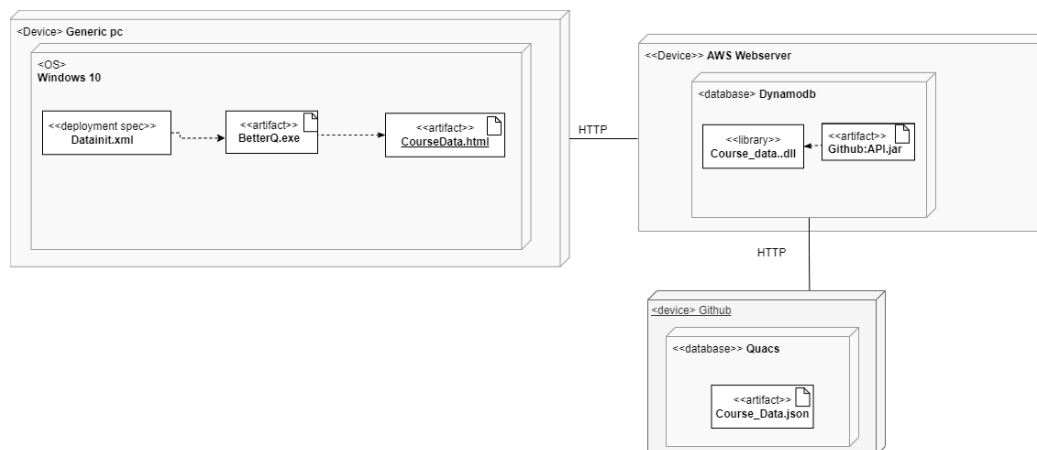 <Device> Generic pc
<OS>
Windows 10
<<deployment spec>>
Datainit.xml
<<artifact>>
BetterQ.exe
<<artifact>>
CourseData.html
HTTP
<<Device>> AWS Webserver
<database> Dynamodb
<<library>>
Course_data..dll
<<artifact>>
Github:API.jar
HTTP
<device> Github
<<database>> Quacs
<<artifact>>
Course_Data.json